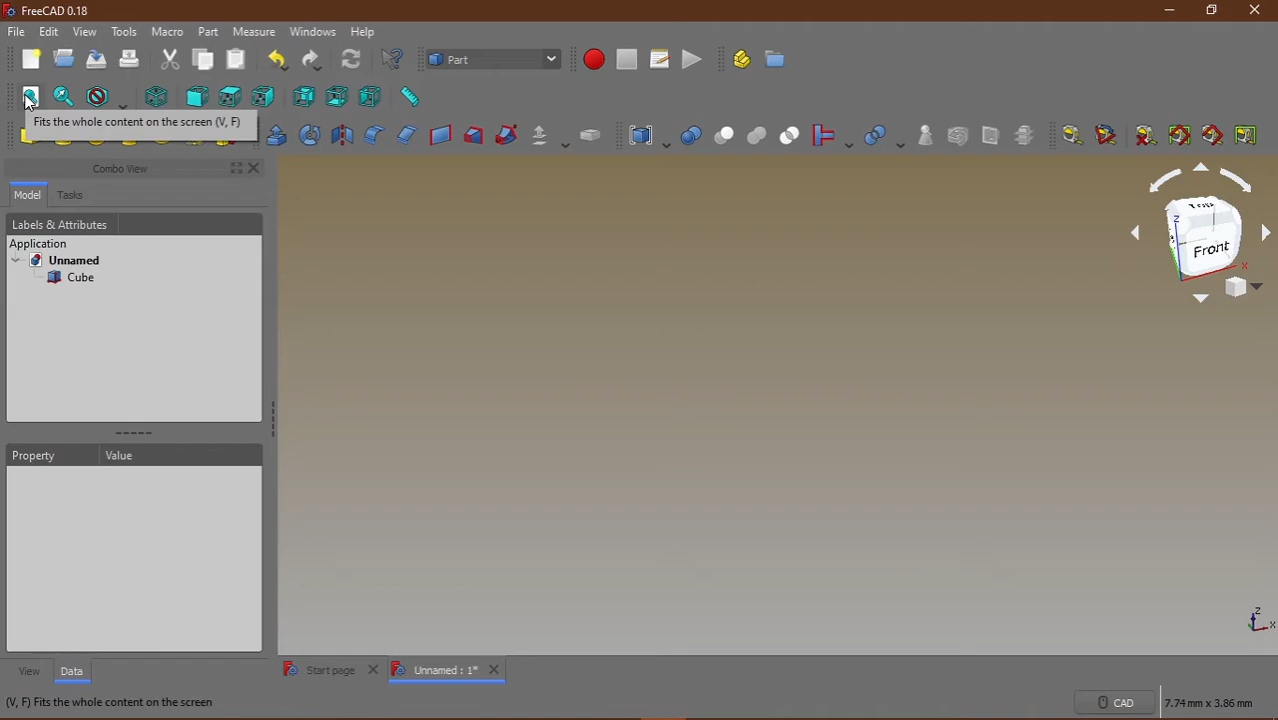 FreeCAD 0.18
File Edit View Tools Macro Part Measure Windows Help
Part
Fits the whole content on the screen (V, F)
Combo View
Model Tasks
Labels & Attributes
Application
Unnamed
Cube
Front
Z
X
Property Value
Z
X
View Data
Start page
Unnamed : 1*
(V, F) Fits the whole content on the screen
CAD
7.74 mm x 3.86 mm